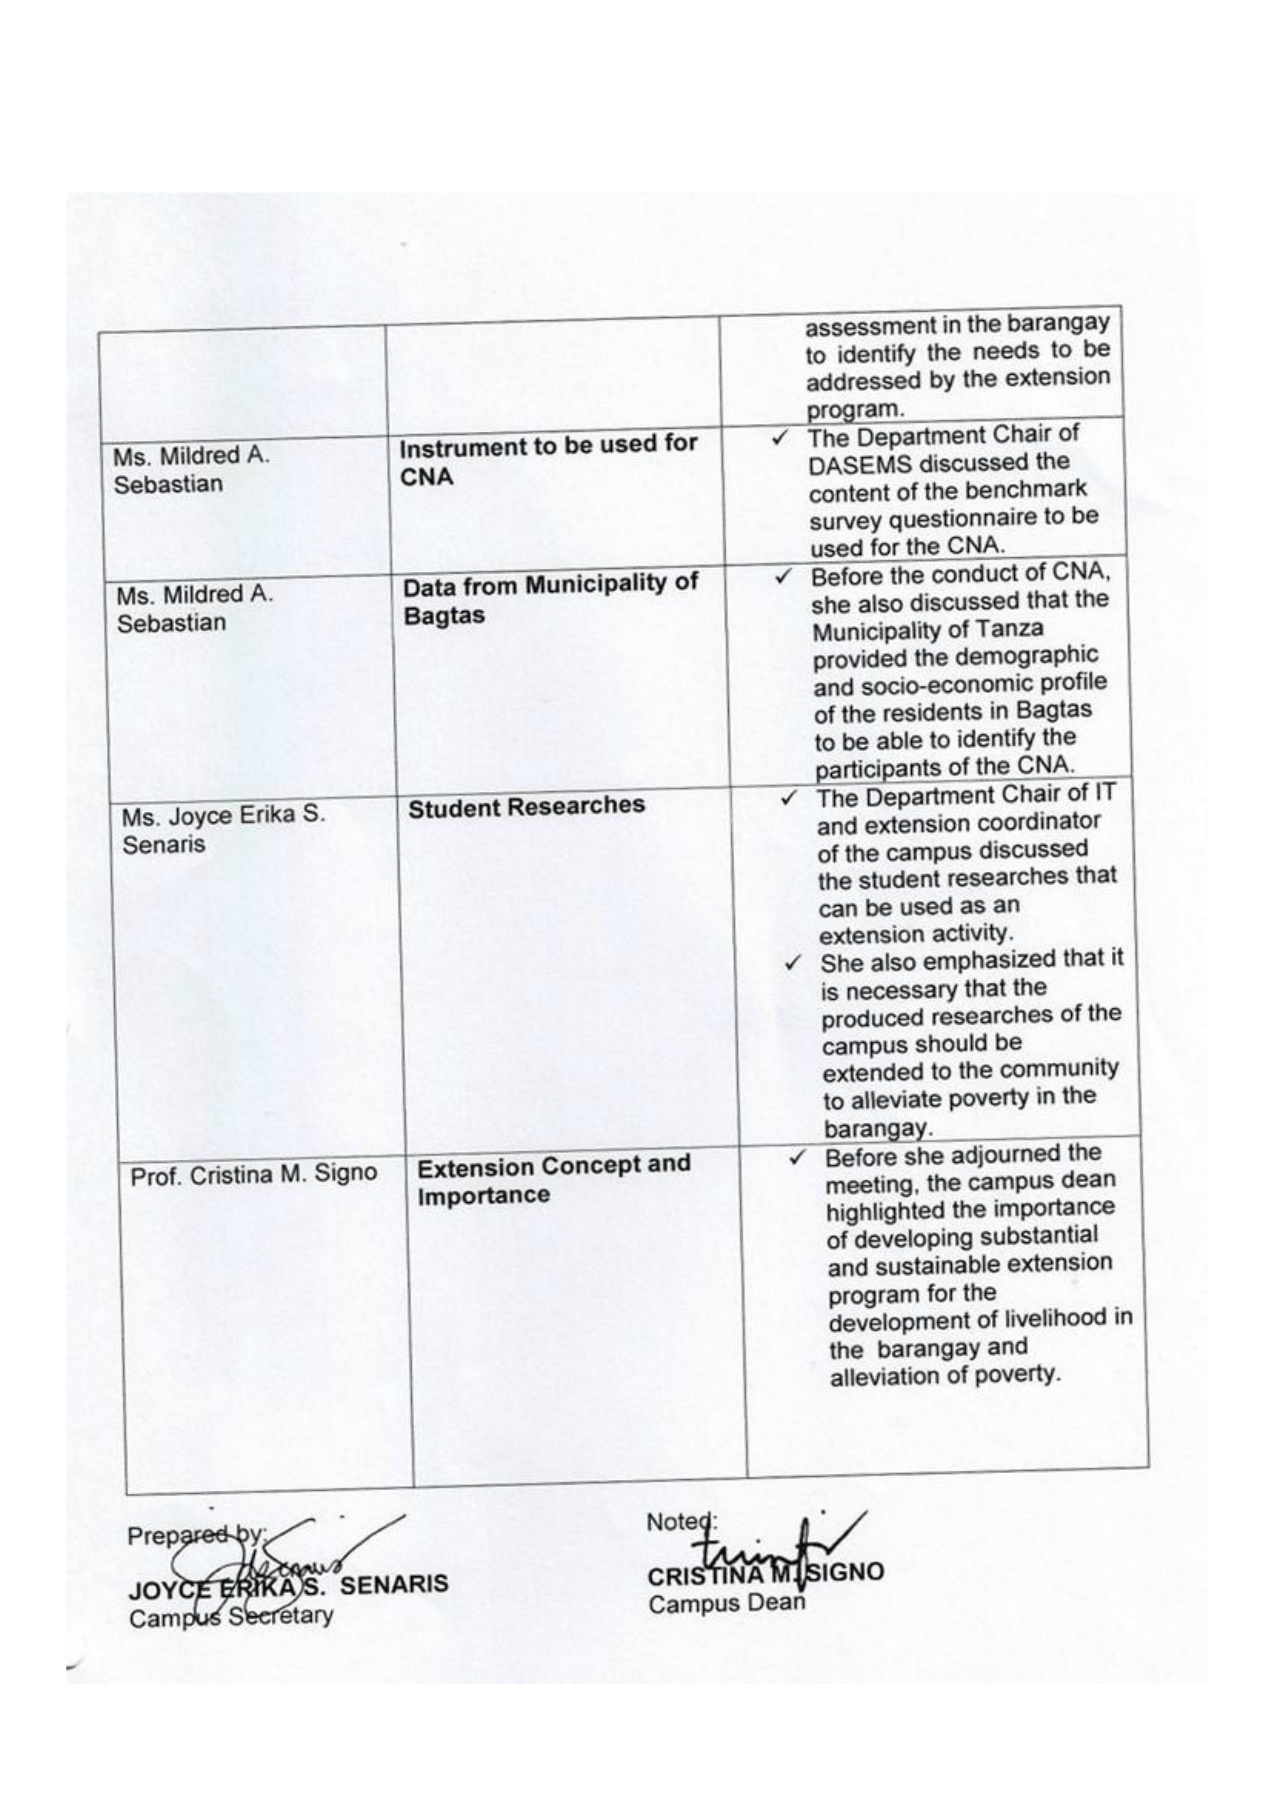 assessment in the barangay
to identify the needs to be
addressed by the extension
program.
Ms. Mildred A.
Sebastian
Instrument to be used for
CNA
✓ The Department Chair of
DASEMS discussed the
content of the benchmark
survey questionnaire to be
used for the CNA.
Ms. Mildred A.
Sebastian
Data from Municipality of
Bagtas
✓ Before the conduct of CNA,
she also discussed that the
Municipality of Tanza
provided the demographic
and socio-economic profile
of the residents in Bagtas
to be able to identify the
participants of the CNA.
Ms. Joyce Erika S.
Senaris
Student Researches
✓ The Department Chair of IT
and extension coordinator
of the campus discussed
the student researches that
can be used as an
extension activity.
✓ She also emphasized that it
is necessary that the
produced researches of the
campus should be
extended to the community
to alleviate poverty in the
barangay.
Prof. Cristina M. Signo
Extension Concept and
Importance
✓ Before she adjourned the
meeting, the campus dean
highlighted the importance
of developing substantial
and sustainable extension
program for the
development of livelihood in
the barangay and
alleviation of poverty.
Prepared by:
JOYCE ERIKA S. SENARIS
Campus Secretary
Noted:
CRISTINA M. SIGNO
Campus Dean